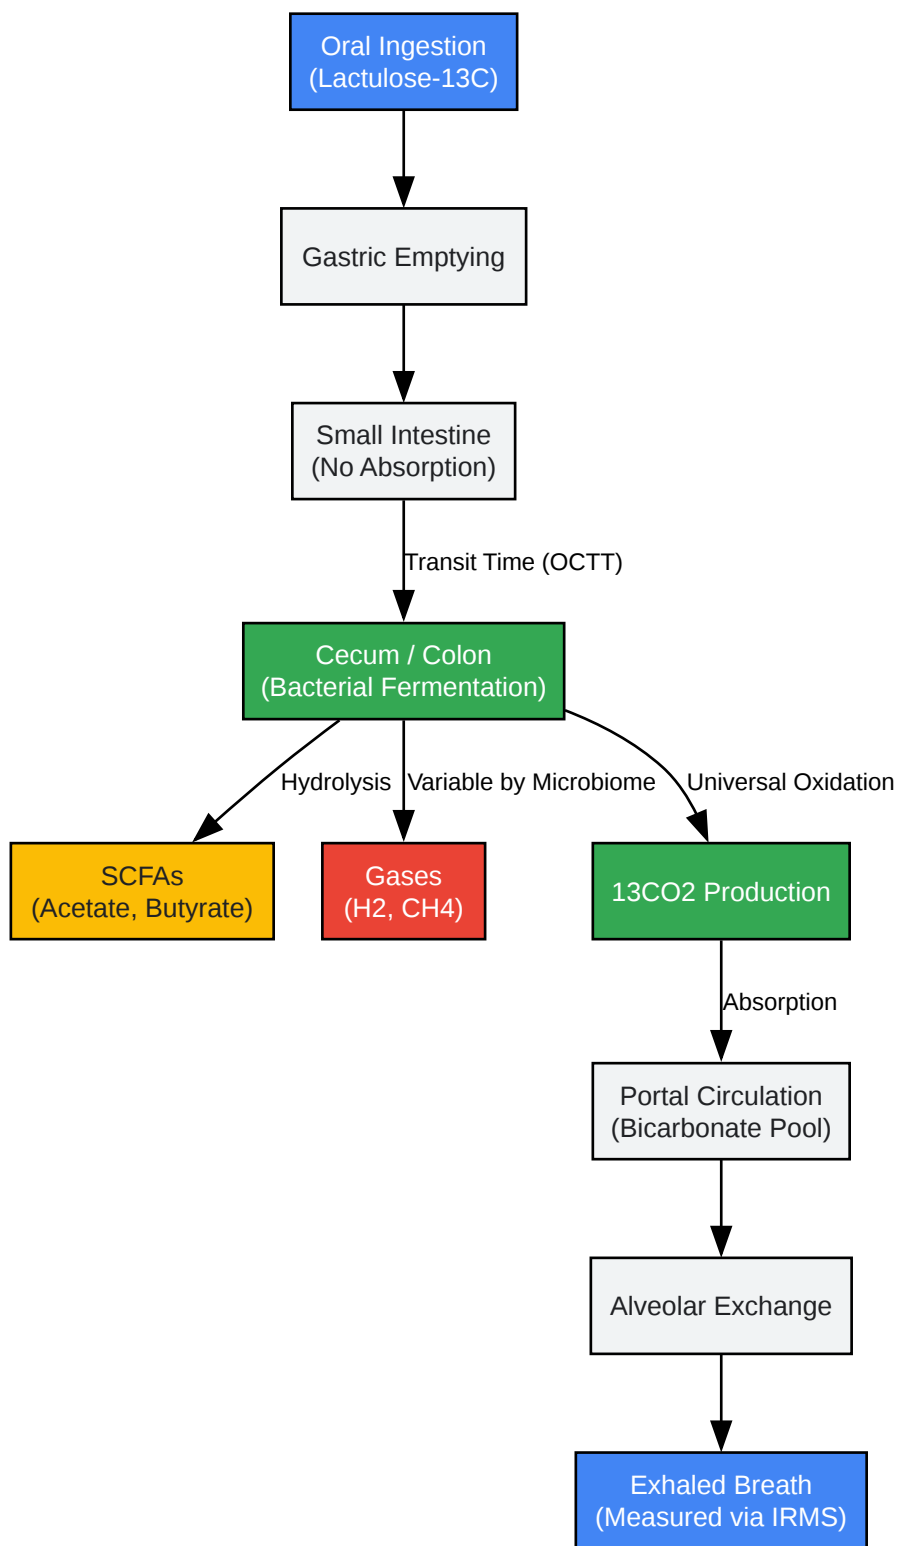 Oral Ingestion
(Lactulose-13C)
Gastric Emptying
Small Intestine
(No Absorption)
Transit Time (OCTT)
Cecum / Colon
(Bacterial Fermentation)
Hydrolysis
Variable by Microbiome
Universal Oxidation
SCFAs
(Acetate, Butyrate)
Gases
(H2, CH4)
13CO2 Production
Absorption
Portal Circulation
(Bicarbonate Pool)
Alveolar Exchange
Exhaled Breath
(Measured via IRMS)